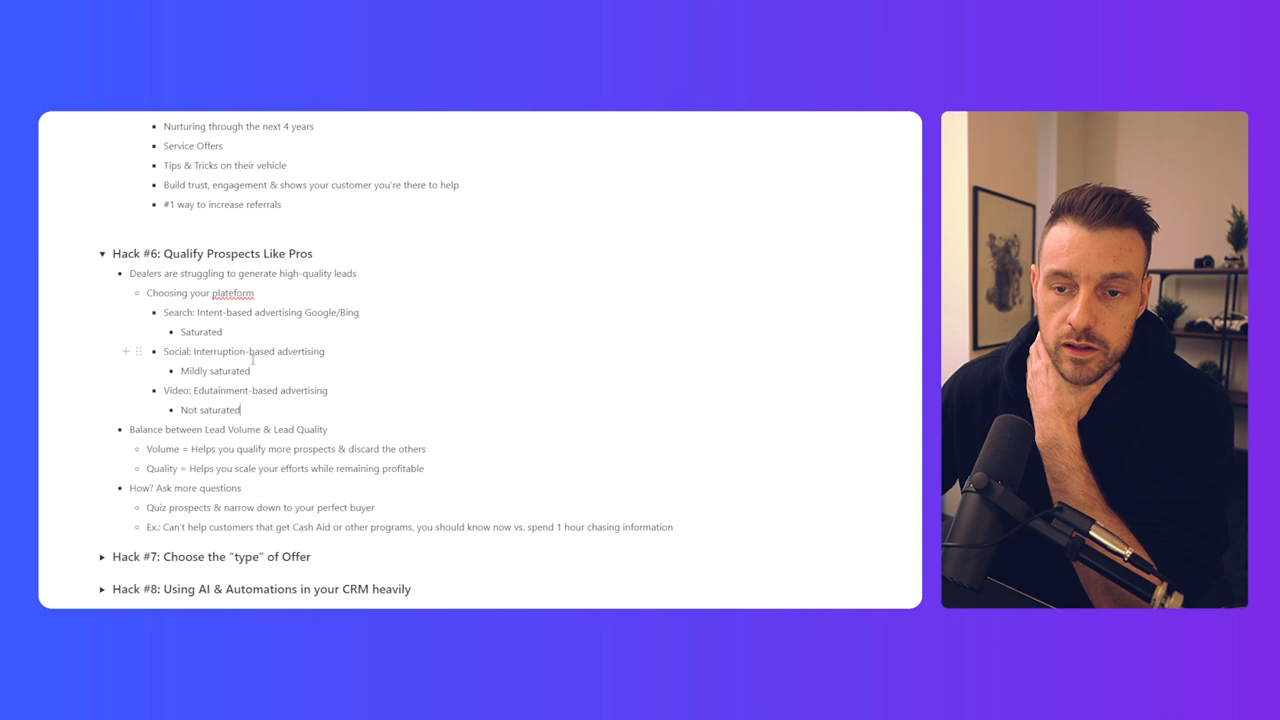 Nurturing through the next 4 years
Service Offers
Tips & Tricks on their vehicle
Build trust, engagement & shows your customer you're there to help
#1 way to increase referrals
Hack #6: Qualify Prospects Like Pros
Dealers are struggling to generate high-quality leads
Choosing your plateform
Search: Intent-based advertising Google/Bing
Saturated
Social: Interruption-based advertising
Mildly saturated
Video: Edutainment-based advertising
Not saturated
Balance between Lead Volume & Lead Quality
Volume = Helps you qualify more prospects & discard the others
Quality = Helps you scale your efforts while remaining profitable
How? Ask more questions
Quiz prospects & narrow down to your perfect buyer
Ex.: Can't help customers that get Cash Aid or other programs, you should know now vs. spend 1 hour chasing information
Hack #7: Choose the “type” of Offer
Hack #8: Using AI & Automations in your CRM heavily